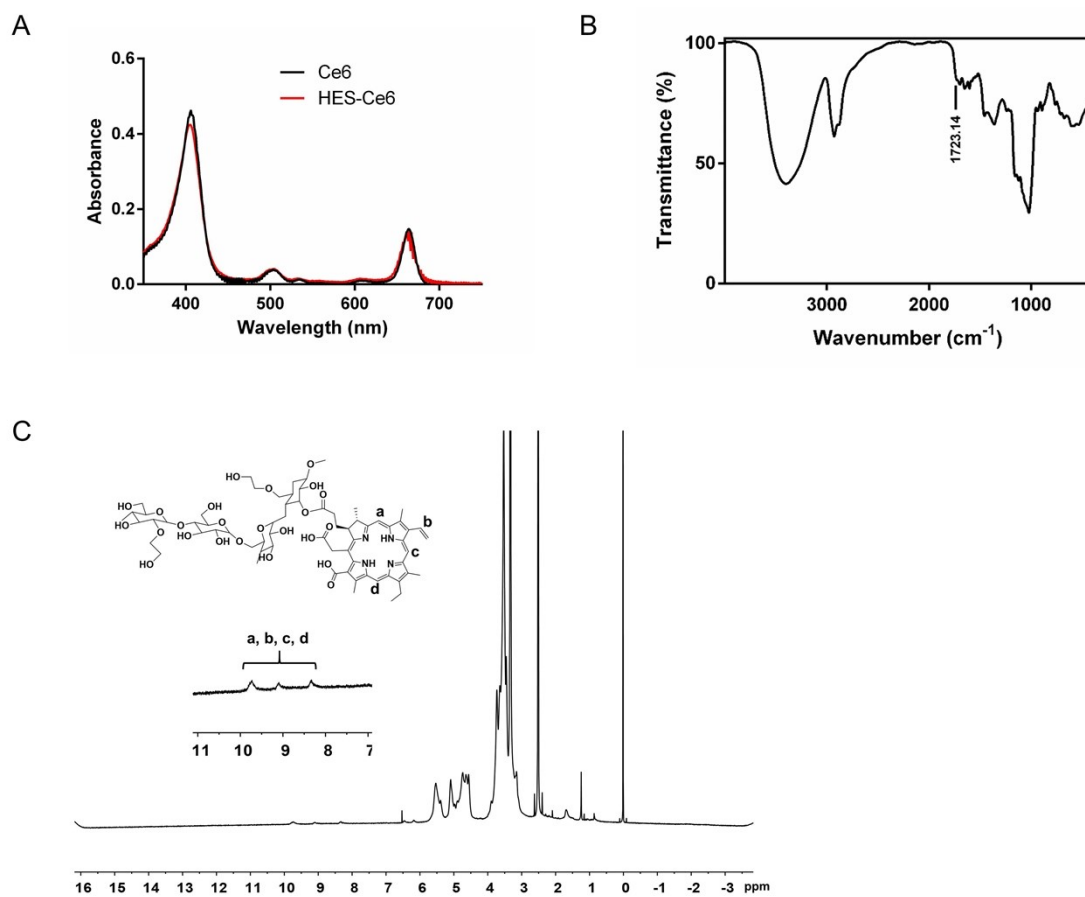 A
0.6
0.4
0.2
0.0
Absorbance
Ce6
HES-Ce6
400
500
600
700
Wavelength (nm)
B
100
50
0
Transmittance (%)
1723.14
3000
2000
1000
Wavenumber (cm-1)
C
HO
O
O
OH
O
O
HO
HO
HO
O
O
HO
OH
HO
O
HO
OH
O
O
O
OH
OH
O
O
O
HO
N
HN
NH
N
HO
O
a
b
c
d
a, b, c, d
11 10 9 8 7
16 15 14 13 12 11 10 9 8 7 6 5 4 3 2 1 0 -1 -2 -3 ppm